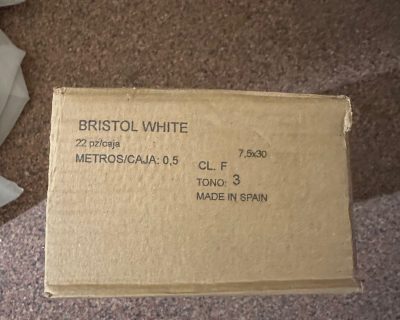 BRISTOL WHITE
22 pz/caja
7,5x30
METROS/CAJA: 0,5
CL. F
TONO: 3
MADE IN SPAIN